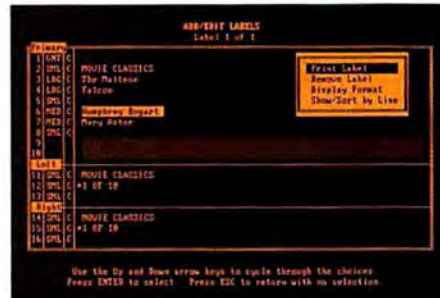 ADD/EDIT LABELS
Label 1 of 1
Primary
1 CNT C
2 SML C MOVIE CLASSICS
3 LRG C The Maltese
4 LRG C Falcon
5 SML C
6 MED C Humphrey Bogart
7 MED C Mary Astor
8 SML C
9
10
Print Label
Remove Label
Display Format
Show/Sort by Line
Left
11 SML C MOVIE CLASSICS
12 SML C #1 OF 10
13 SML C
Right
14 SML C MOVIE CLASSICS
15 SML C #1 OF 10
16 SML C
Use the Up and Down arrow keys to cycle through the choices
Press ENTER to select Press ESC to return with no selection.